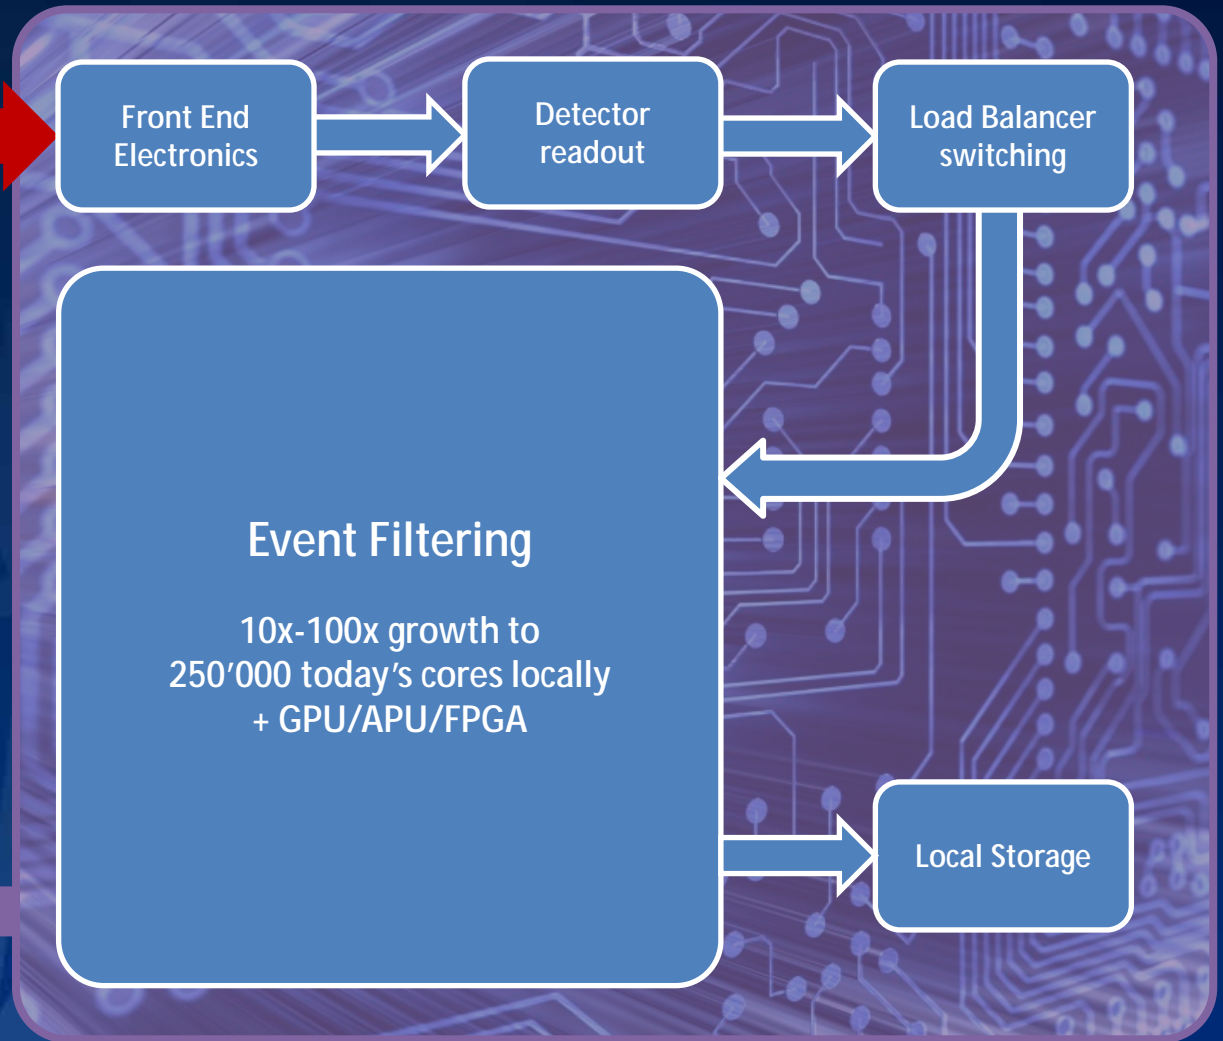 Front End
Electronics
Detector
readout
Load Balancer
switching
Event Filtering
10x-100x growth to
250'000 today's cores locally
+ GPU/APU/FPGA
Local Storage